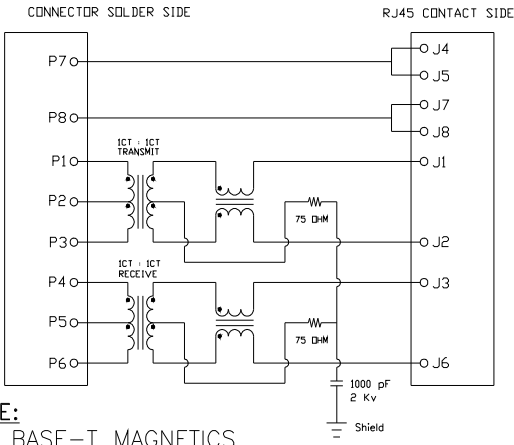 CONNECTOR SOLDER SIDE
RJ45 CONTACT SIDE
P7
J4
J5
P8
J7
J8
1CT : 1CT
TRANSMIT
P1
J1
P2
75 OHM
P3
J2
1CT : 1CT
RECEIVE
P4
J3
P5
75 OHM
P6
J6
1000 pF
2 Kv
Shield
E:
BASE-T MAGNETICS